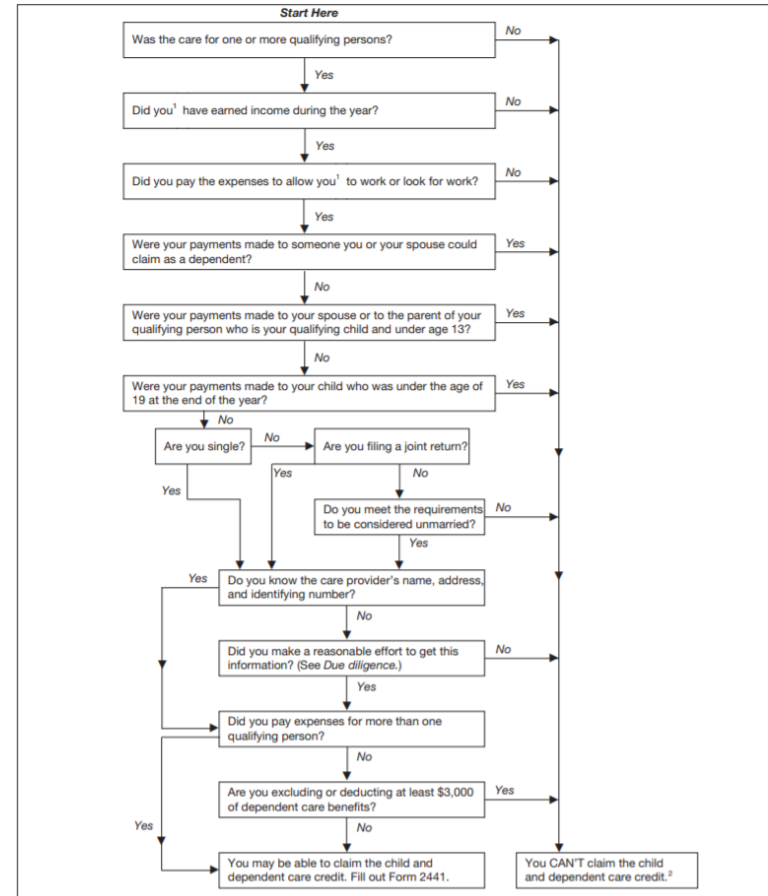 Start Here
Was the care for one or more qualifying persons?
No
Yes
Did you¹ have earned income during the year?
No
Yes
Did you pay the expenses to allow you¹ to work or look for work?
No
Yes
Were your payments made to someone you or your spouse could
claim as a dependent?
Yes
No
Were your payments made to your spouse or to the parent of your
qualifying person who is your qualifying child and under age 13?
Yes
No
Were your payments made to your child who was under the age of
19 at the end of the year?
Yes
No
Are you single?
No
Are you filing a joint return?
Yes
Yes
No
Do you meet the requirements
to be considered unmarried?
No
Yes
Do you know the care provider's name, address,
and identifying number?
Yes
No
Did you make a reasonable effort to get this
information? (See Due diligence.)
No
Yes
Did you pay expenses for more than one
qualifying person?
No
Are you excluding or deducting at least $3,000
of dependent care benefits?
Yes
Yes
No
You may be able to claim the child and
dependent care credit. Fill out Form 2441.
You CAN'T claim the child
and dependent care credit.²